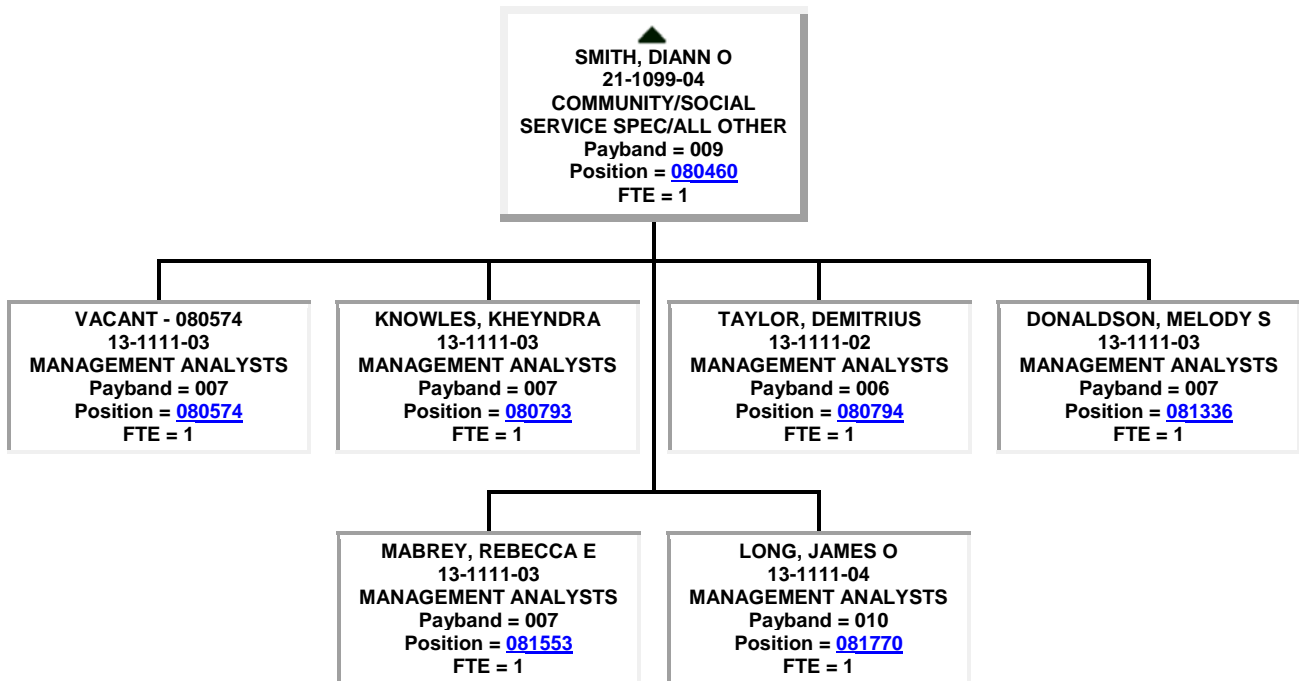 SMITH, DIANN O
21-1099-04
COMMUNITY/SOCIAL
SERVICE SPEC/ALL OTHER
Payband = 009
Position = 080460
FTE = 1
VACANT - 080574
13-1111-03
MANAGEMENT ANALYSTS
Payband = 007
Position = 080574
FTE = 1
KNOWLES, KHEYNDRA
13-1111-03
MANAGEMENT ANALYSTS
Payband = 007
Position = 080793
FTE = 1
TAYLOR, DEMITRIUS
13-1111-02
MANAGEMENT ANALYSTS
Payband = 006
Position = 080794
FTE = 1
DONALDSON, MELODY S
13-1111-03
MANAGEMENT ANALYSTS
Payband = 007
Position = 081336
FTE = 1
MABREY, REBECCA E
13-1111-03
MANAGEMENT ANALYSTS
Payband = 007
Position = 081553
FTE = 1
LONG, JAMES O
13-1111-04
MANAGEMENT ANALYSTS
Payband = 010
Position = 081770
FTE = 1